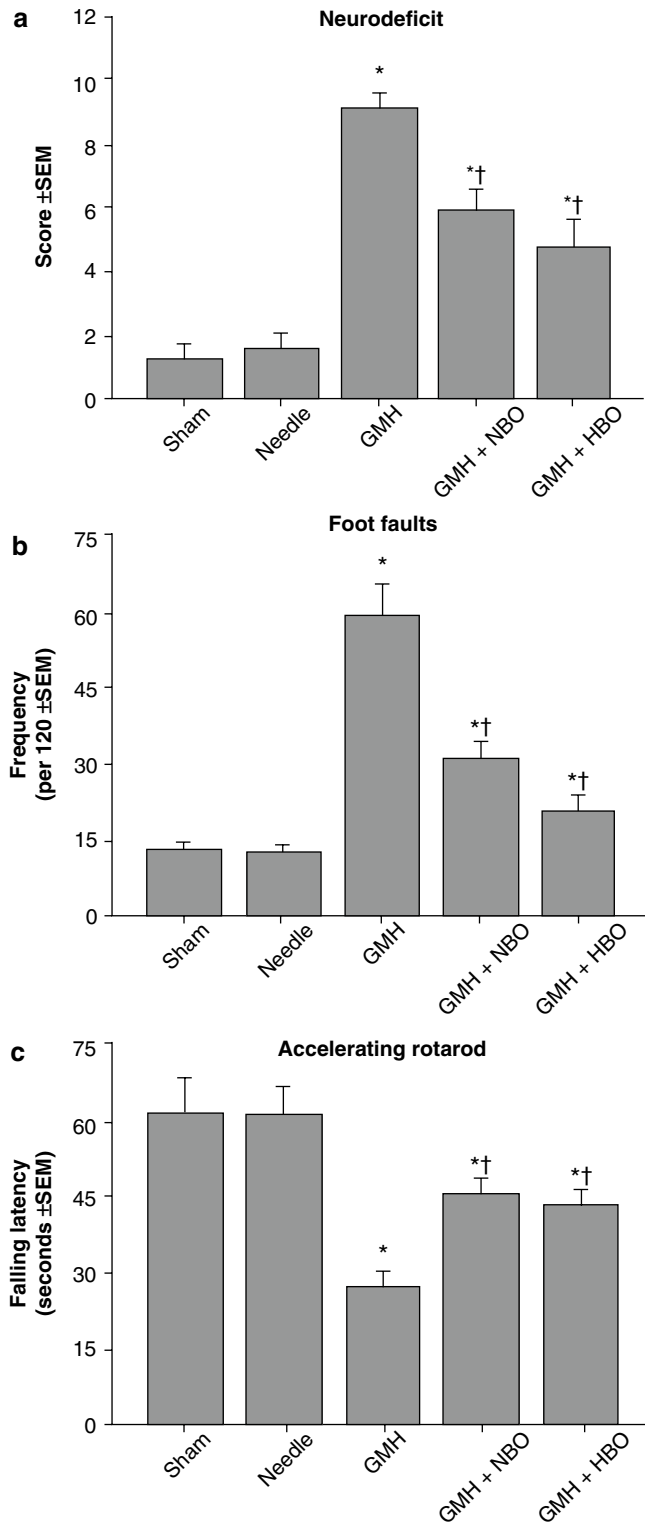 a
Neurodeficit
Score ±SEM
12
10
8
6
4
2
0
*
*†
*†
Sham
Needle
GMH
GMH + NBO
GMH + HBO
b
Foot faults
Frequency
(per 120 ±SEM)
75
60
45
30
15
0
*
*†
*†
Sham
Needle
GMH
GMH + NBO
GMH + HBO
c
Accelerating rotarod
Falling latency
(seconds ±SEM)
75
60
45
30
15
0
*
*†
*†
Sham
Needle
GMH
GMH + NBO
GMH + HBO